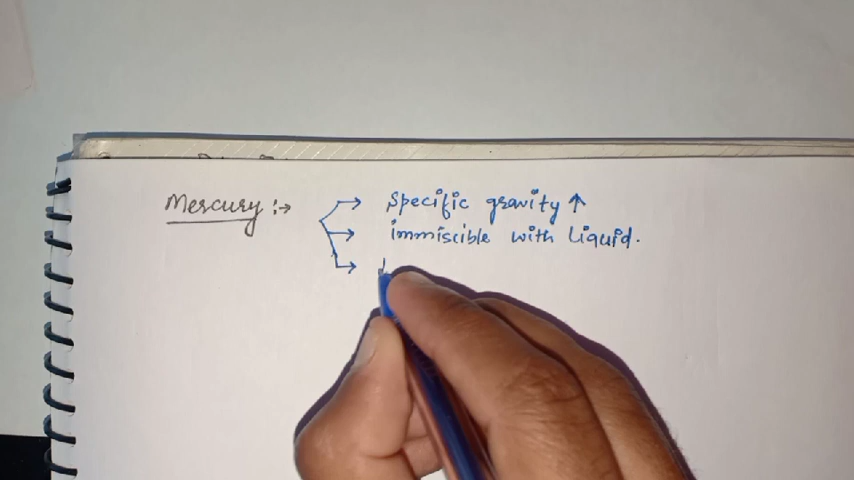 Mercury :→ → Specific gravity ↑
→ immiscible with Liquid.
→